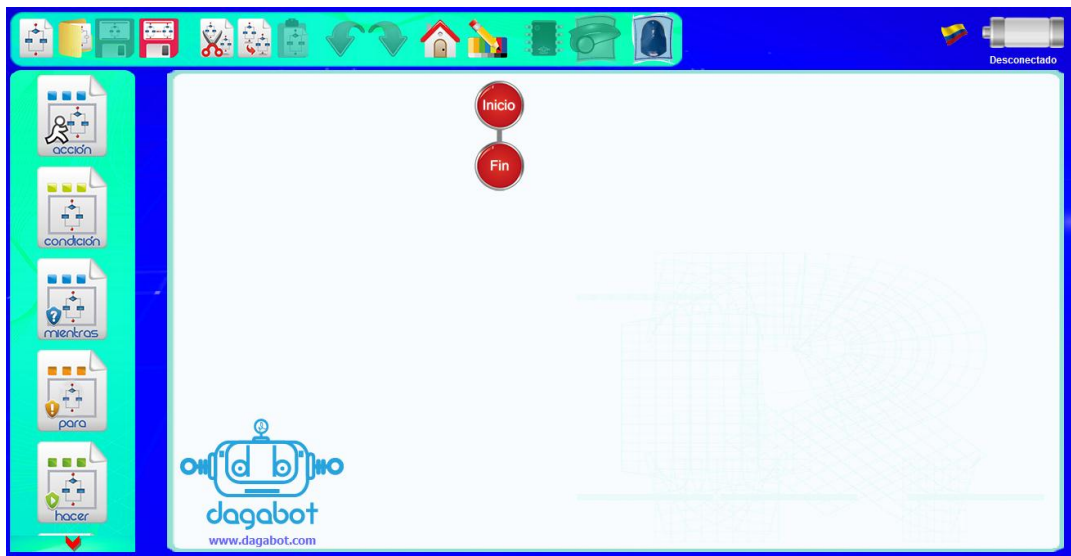 Desconectado
acción
condición
mientras
para
hacer
Inicio
Fin
dagabot
www.dagabot.com